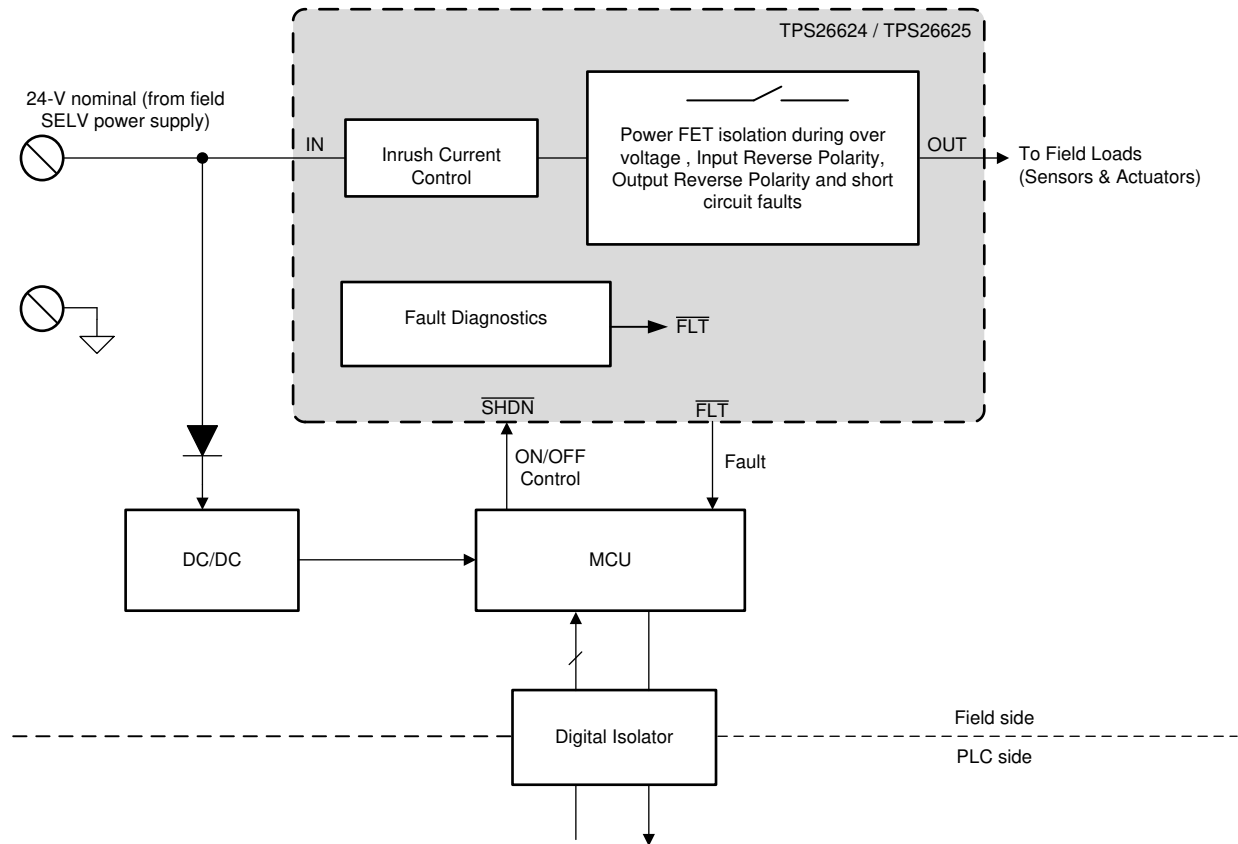 TPS26624 / TPS26625
24-V nominal (from field
SELV power supply)
IN
Inrush Current
Control
Power FET isolation during over
voltage , Input Reverse Polarity,
Output Reverse Polarity and short
circuit faults
OUT
To Field Loads
(Sensors & Actuators)
Fault Diagnostics
FLT
SHDN
FLT
ON/OFF
Control
Fault
DC/DC
MCU
Digital Isolator
Field side
PLC side